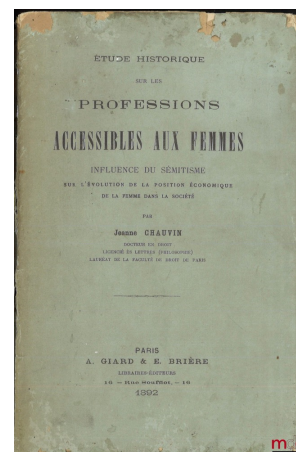 ÉTUDE HISTORIQUE
SUR LES
PROFESSIONS
ACCESSIBLES AUX FEMMES
INFLUENCE DU SÉMITISME
SUR L'ÉVOLUTION DE LA POSITION ÉCONOMIQUE
DE LA FEMME DANS LA SOCIÉTÉ
PAR
Jeanne CHAUVIN
DOCTEUR EN DROIT
LICENCIÉ ÈS LETTRES (PHILOSOPHIE)
LAURÉAT DE LA FACULTÉ DE DROIT DE PARIS
PARIS
A. GIARD & E. BRIÈRE
LIBRAIRES-ÉDITEURS
16 — Rue Soufflot, — 16
1892
m